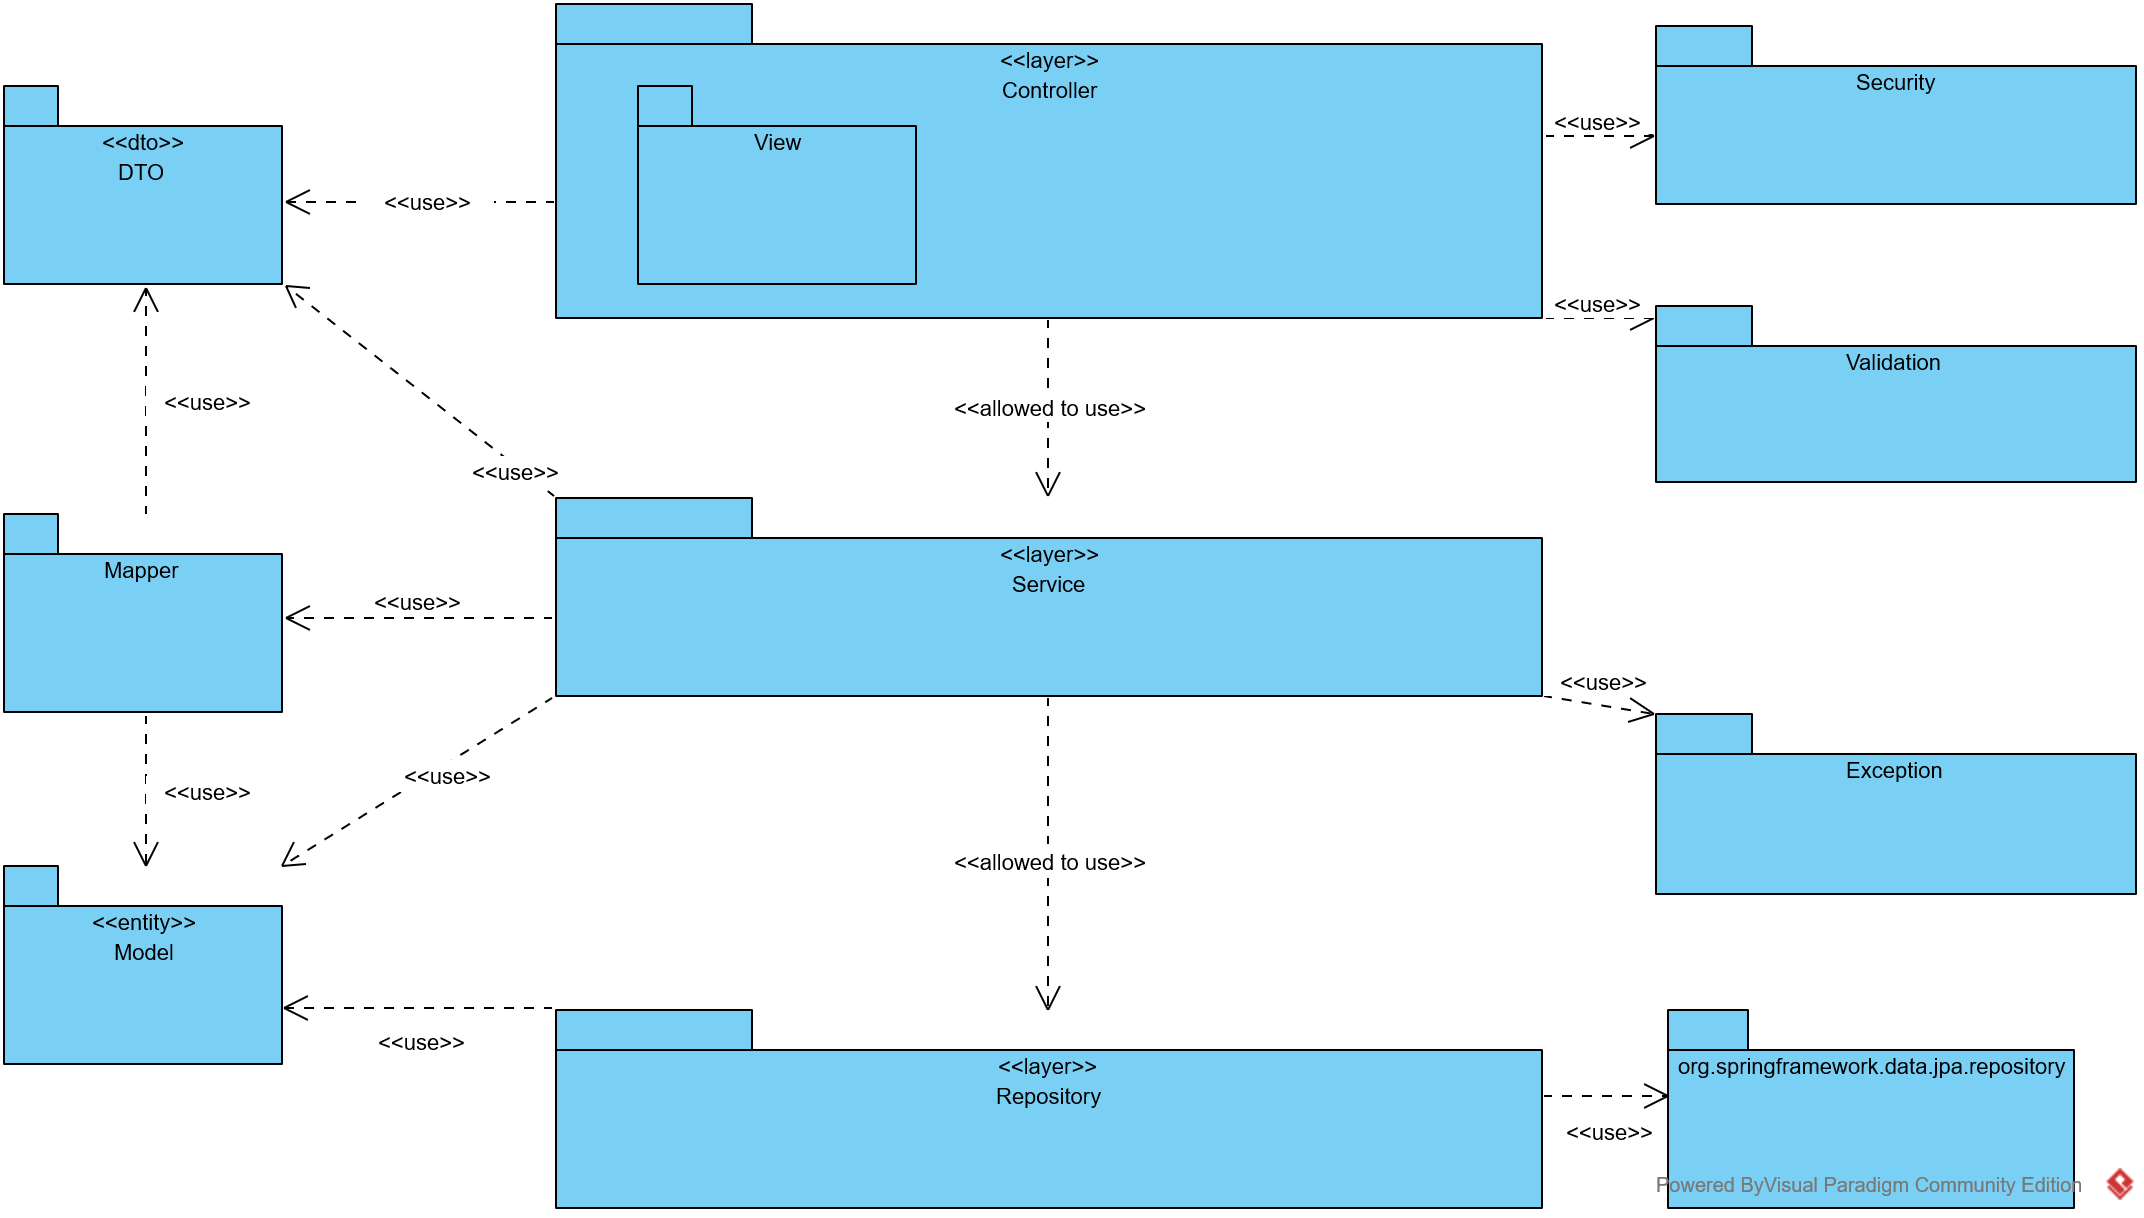 <<layer>>
Controller
View
Security
<<use>>
<<dto>>
DTO
<<use>>
<<use>>
Validation
<<use>>
<<allowed to use>>
<<use>>
<<layer>>
Service
Mapper
<<use>>
<<use>>
Exception
<<use>>
<<use>>
<<allowed to use>>
<<entity>>
Model
<<use>>
<<layer>>
Repository
org.springframework.data.jpa.repository
<<use>>
Powered ByVisual Paradigm Community Edition